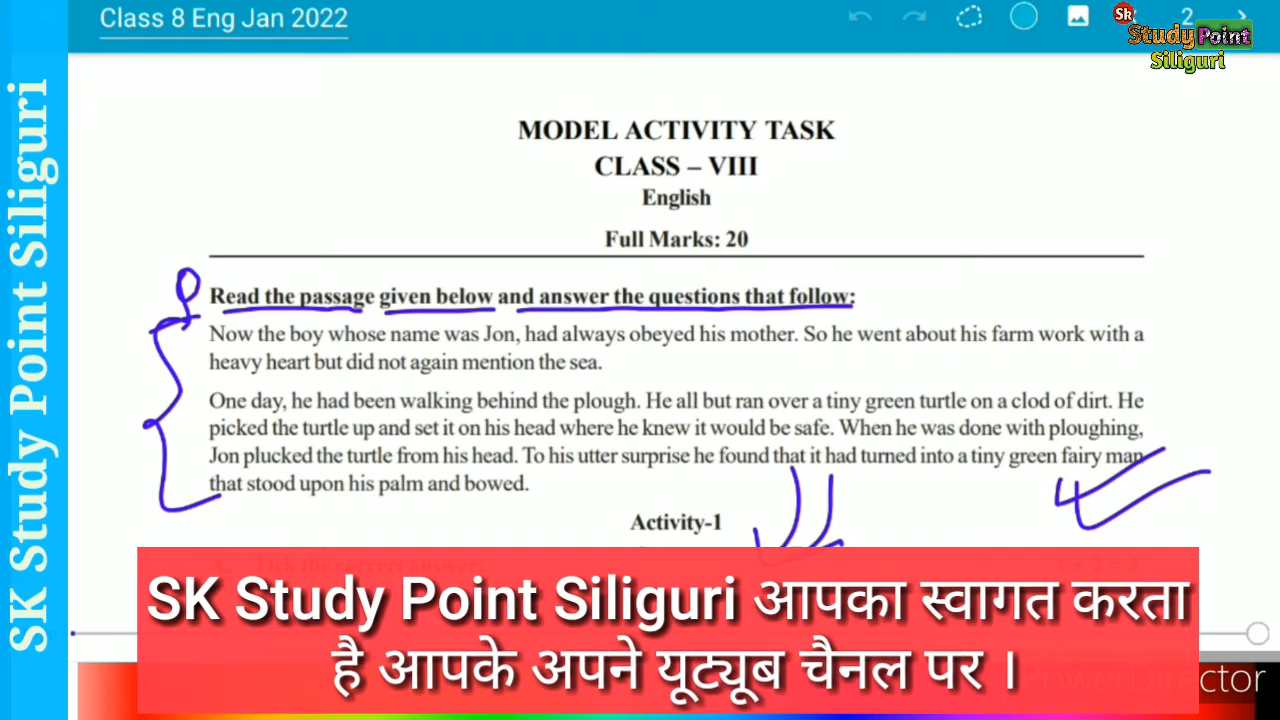 Class 8 Eng Jan 2022
2
Sk
Study Point
Siliguri
SK Study Point Siliguri
MODEL ACTIVITY TASK
CLASS – VIII
English
Full Marks: 20
Read the passage given below and answer the questions that follow:
Now the boy whose name was Jon, had always obeyed his mother. So he went about his farm work with a
heavy heart but did not again mention the sea.
One day, he had been walking behind the plough. He all but ran over a tiny green turtle on a clod of dirt. He
picked the turtle up and set it on his head where he knew it would be safe. When he was done with ploughing,
Jon plucked the turtle from his head. To his utter surprise he found that it had turned into a tiny green fairy man
that stood upon his palm and bowed.
Activity-1
A. Tick the correct answer:
SK Study Point Siliguri आपका स्वागत करता
है आपके अपने यूट्यूब चैनल पर ।
PowerDirector